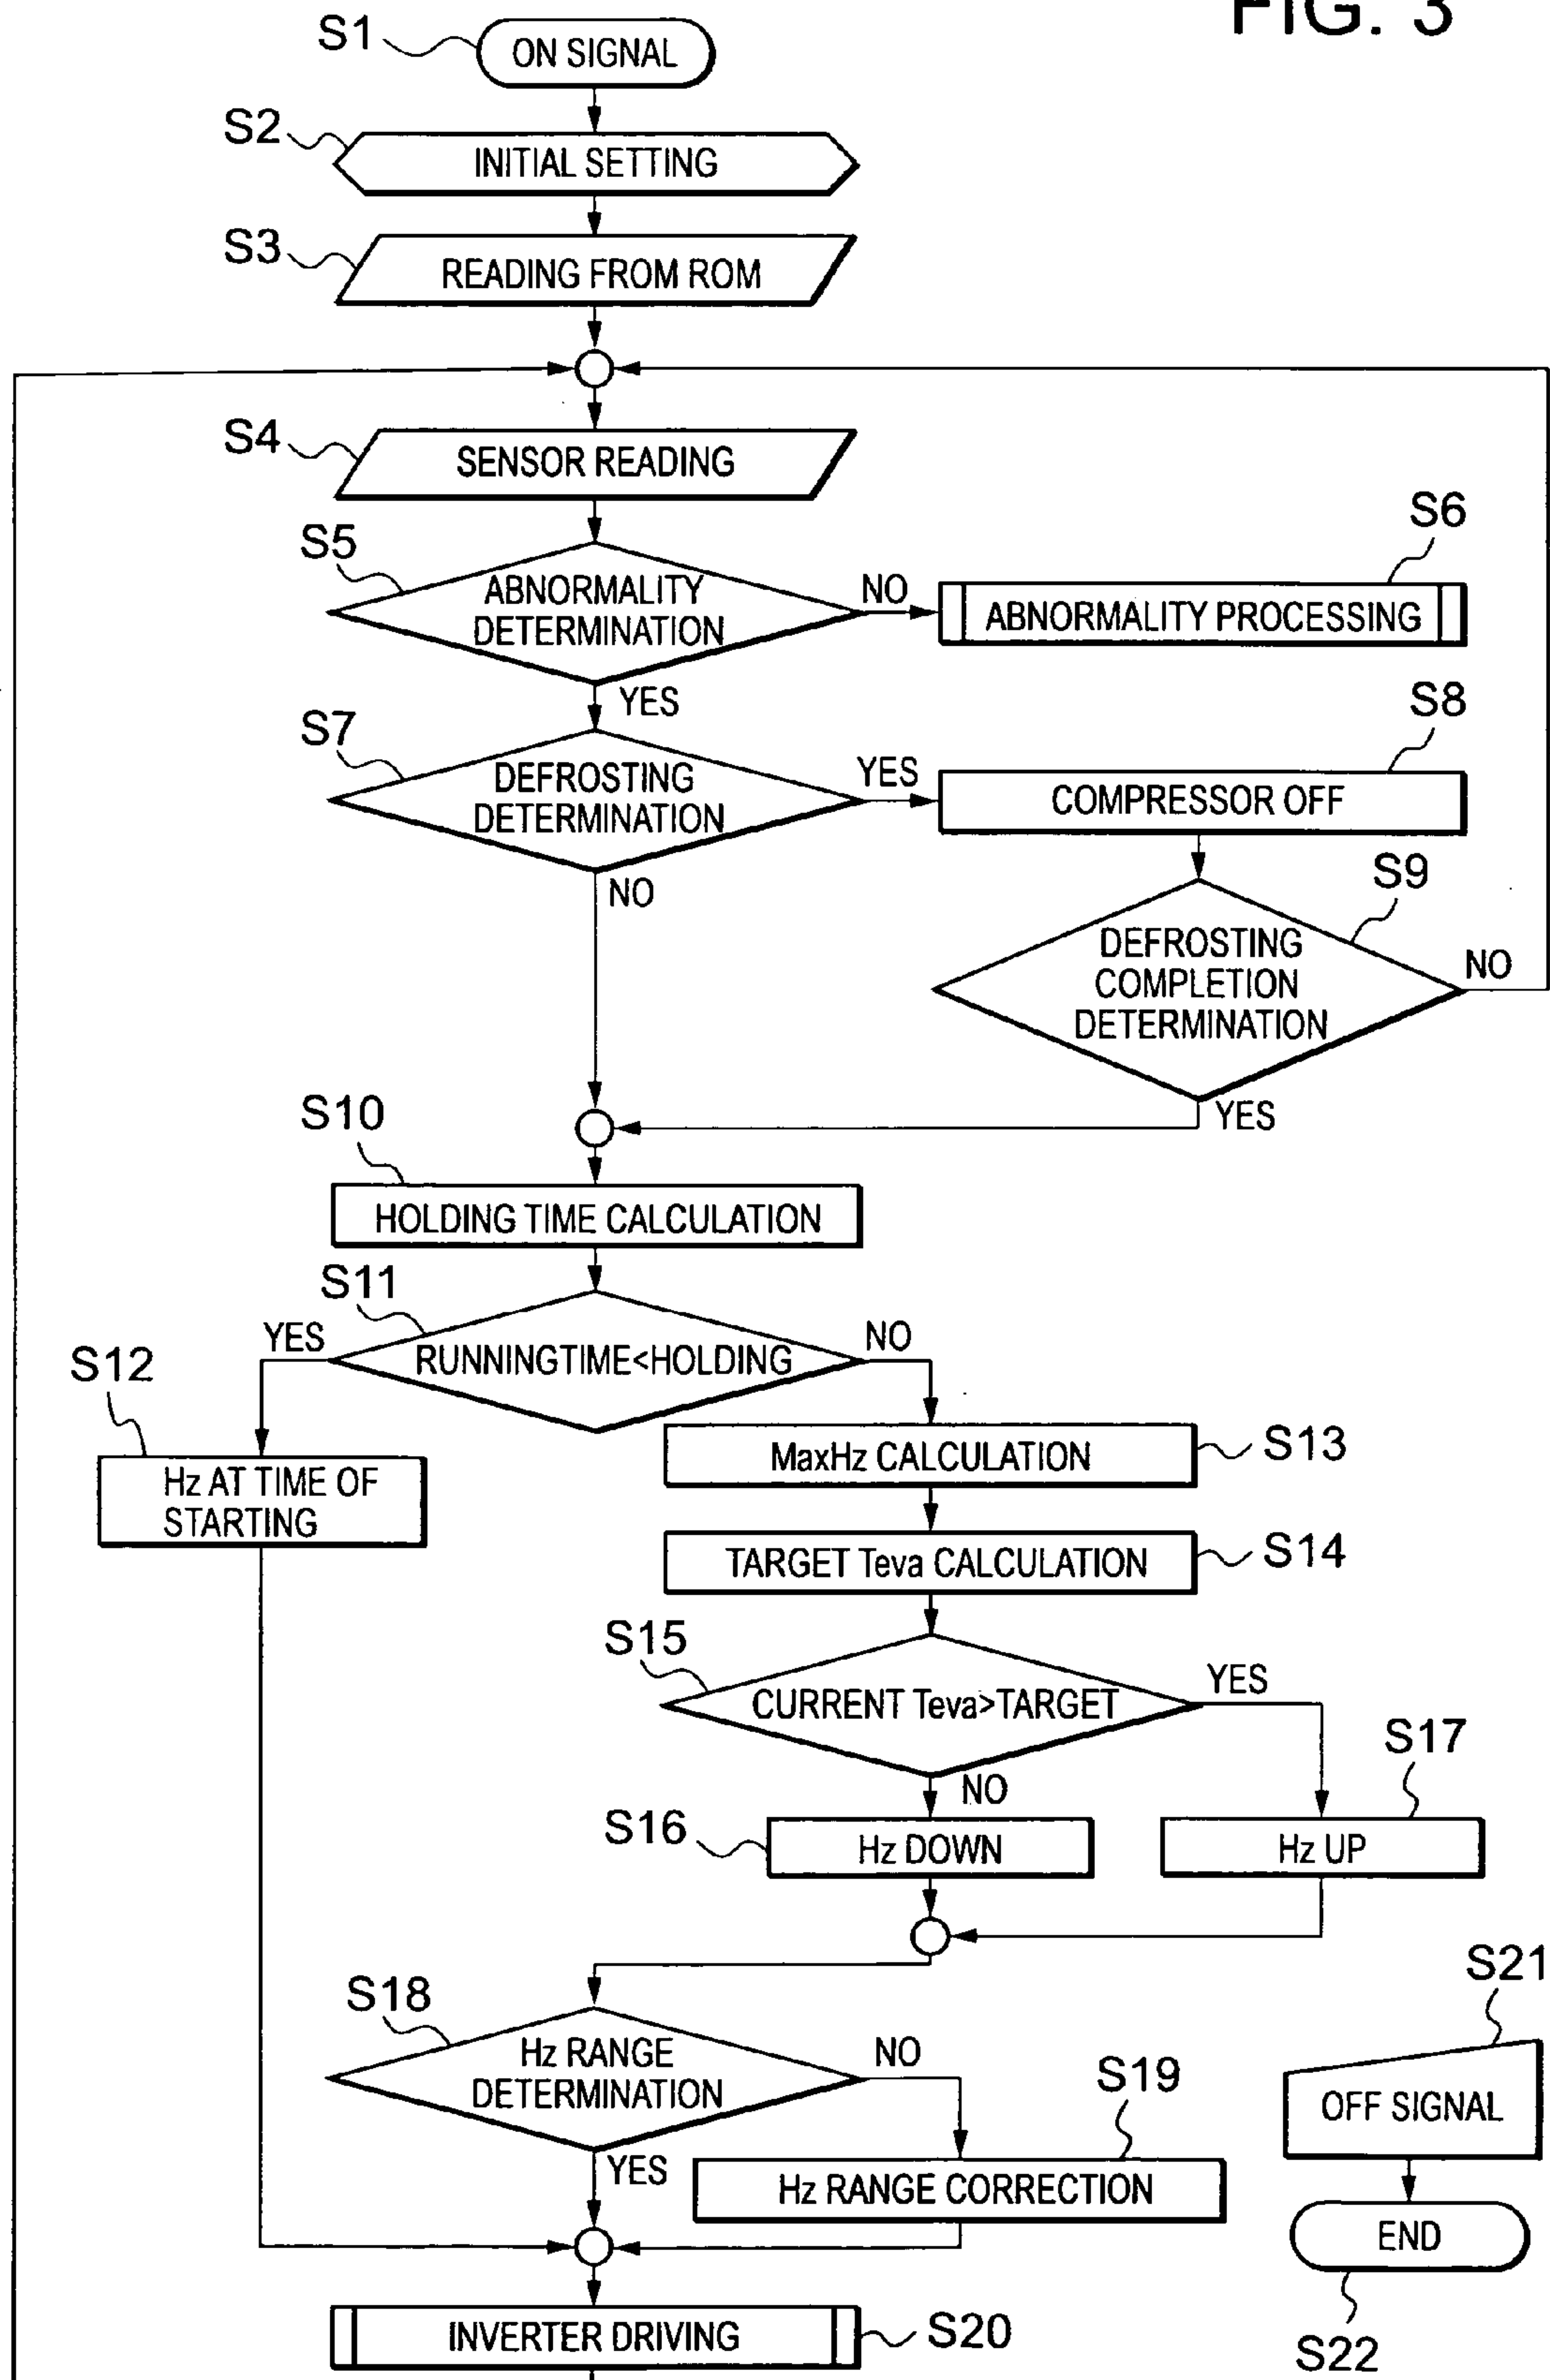 FIG. 3
S1
ON SIGNAL
S2
INITIAL SETTING
S3
READING FROM ROM
S4
SENSOR READING
S5
ABNORMALITY
DETERMINATION
NO
S6
ABNORMALITY PROCESSING
YES
S7
DEFROSTING
DETERMINATION
YES
S8
COMPRESSOR OFF
NO
S9
DEFROSTING
COMPLETION
DETERMINATION
NO
YES
S10
HOLDING TIME CALCULATION
S11
RUNNINGTIME<HOLDING
YES
NO
S12
Hz AT TIME OF
STARTING
MaxHz CALCULATION
S13
TARGET Teva CALCULATION
S14
S15
CURRENT Teva>TARGET
YES
NO
S16
Hz DOWN
S17
Hz UP
S18
Hz RANGE
DETERMINATION
NO
YES
S19
Hz RANGE CORRECTION
S21
OFF SIGNAL
END
S22
INVERTER DRIVING
S20